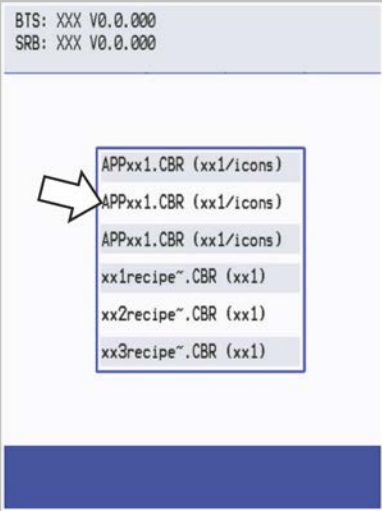 BTS: XXX V0.0.000
SRB: XXX V0.0.000
APPxx1.CBR (xx1/icons)
APPxx1.CBR (xx1/icons)
APPxx1.CBR (xx1/icons)
xx1recipe~.CBR (xx1)
xx2recipe~.CBR (xx1)
xx3recipe~.CBR (xx1)